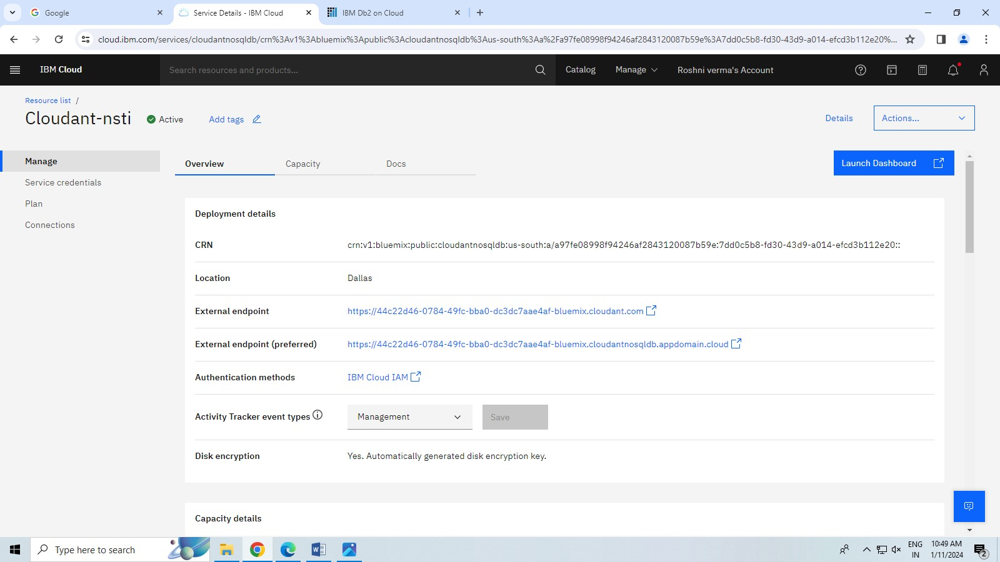 Google
Service Details - IBM Cloud
IBM Db2 on Cloud
cloud.ibm.com/services/cloudantnosqldb/crn%3Av1%3Abluemix%3Apublic%3Acloudantnosqldb%3Aus-south%3Aa%2Fa97fe08998f94246af2843120087b59e%3A7dd0c5b8-fd30-43d9-a014-efcd3b112e20%...
IBM Cloud
Search resources and products...
Catalog
Manage
Roshni verma's Account
Resource list /
Cloudant-nsti
Active
Add tags
Details
Actions...
Manage
Service credentials
Plan
Connections
Overview
Capacity
Docs
Launch Dashboard
Deployment details
CRN
crn:v1:bluemix:public:cloudantnosqldb:us-south:a/a97fe08998f94246af2843120087b59e:7dd0c5b8-fd30-43d9-a014-efcd3b112e20::
Location
Dallas
External endpoint
https://44c22d46-0784-49fc-bba0-dc3dc7aae4af-bluemix.cloudant.com
External endpoint (preferred)
https://44c22d46-0784-49fc-bba0-dc3dc7aae4af-bluemix.cloudantnosqldb.appdomain.cloud
Authentication methods
IBM Cloud IAM
Activity Tracker event types
Management
Save
Disk encryption
Yes. Automatically generated disk encryption key.
Capacity details
Type here to search
ENG
IN
10:49 AM
1/11/2024
2